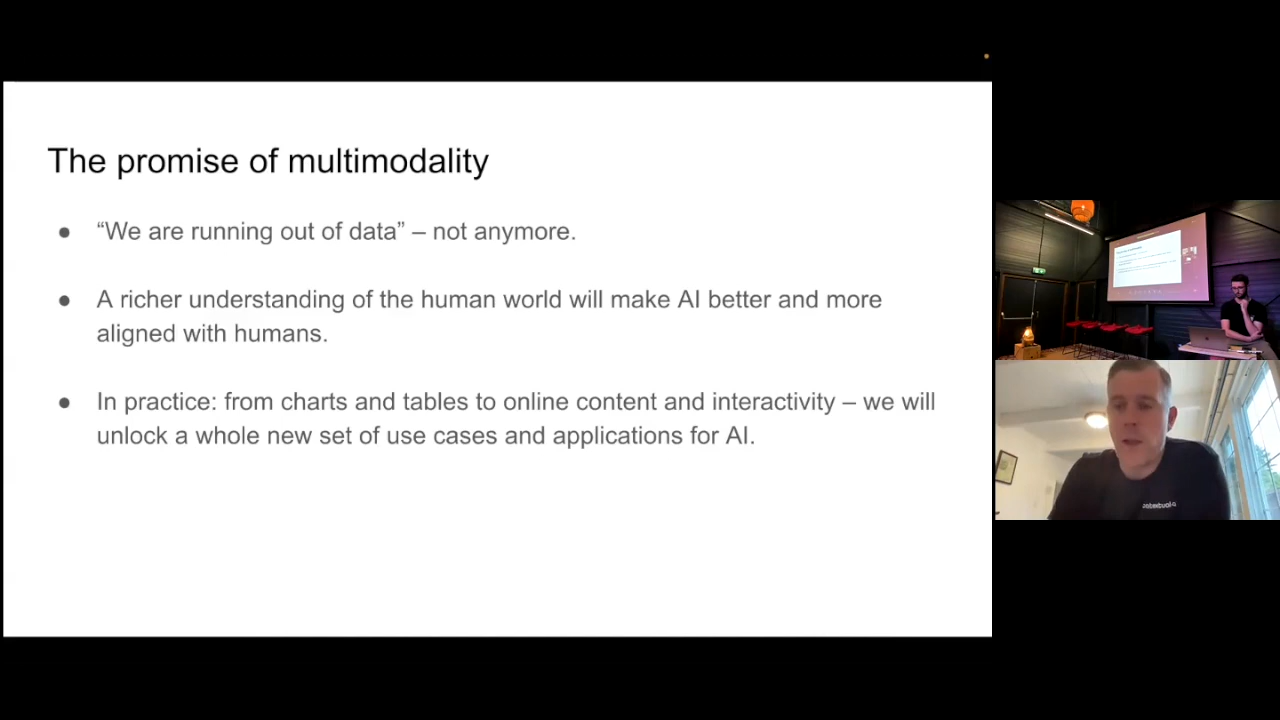 The promise of multimodality
● “We are running out of data” – not anymore.
● A richer understanding of the human world will make AI better and more
aligned with humans.
● In practice: from charts and tables to online content and interactivity – we will
unlock a whole new set of use cases and applications for AI.